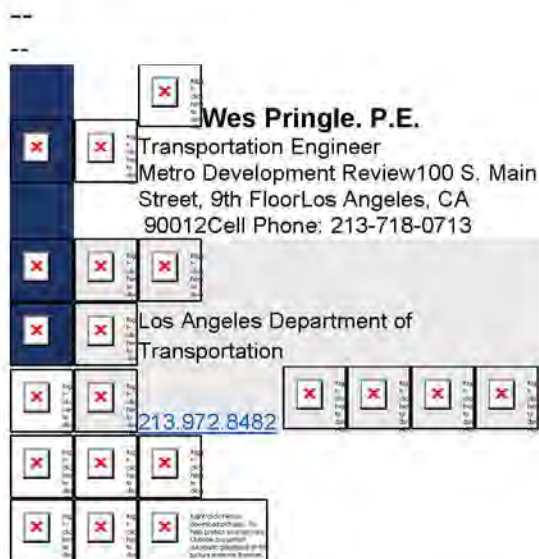 --
--
Wes Pringle. P.E.
Transportation Engineer
Metro Development Review100 S. Main
Street, 9th FloorLos Angeles, CA
90012Cell Phone: 213-718-0713
Los Angeles Department of
Transportation
213.972.8482